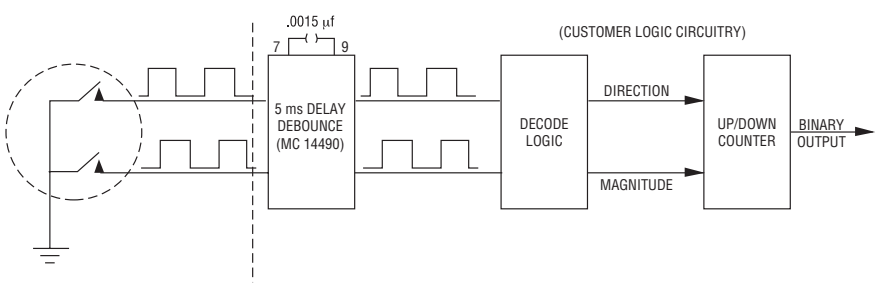 .0015 µf
7 9
(CUSTOMER LOGIC CIRCUITRY)
5 ms DELAY
DEBOUNCE
(MC 14490)
DECODE
LOGIC
DIRECTION
MAGNITUDE
UP/DOWN
COUNTER
BINARY
OUTPUT